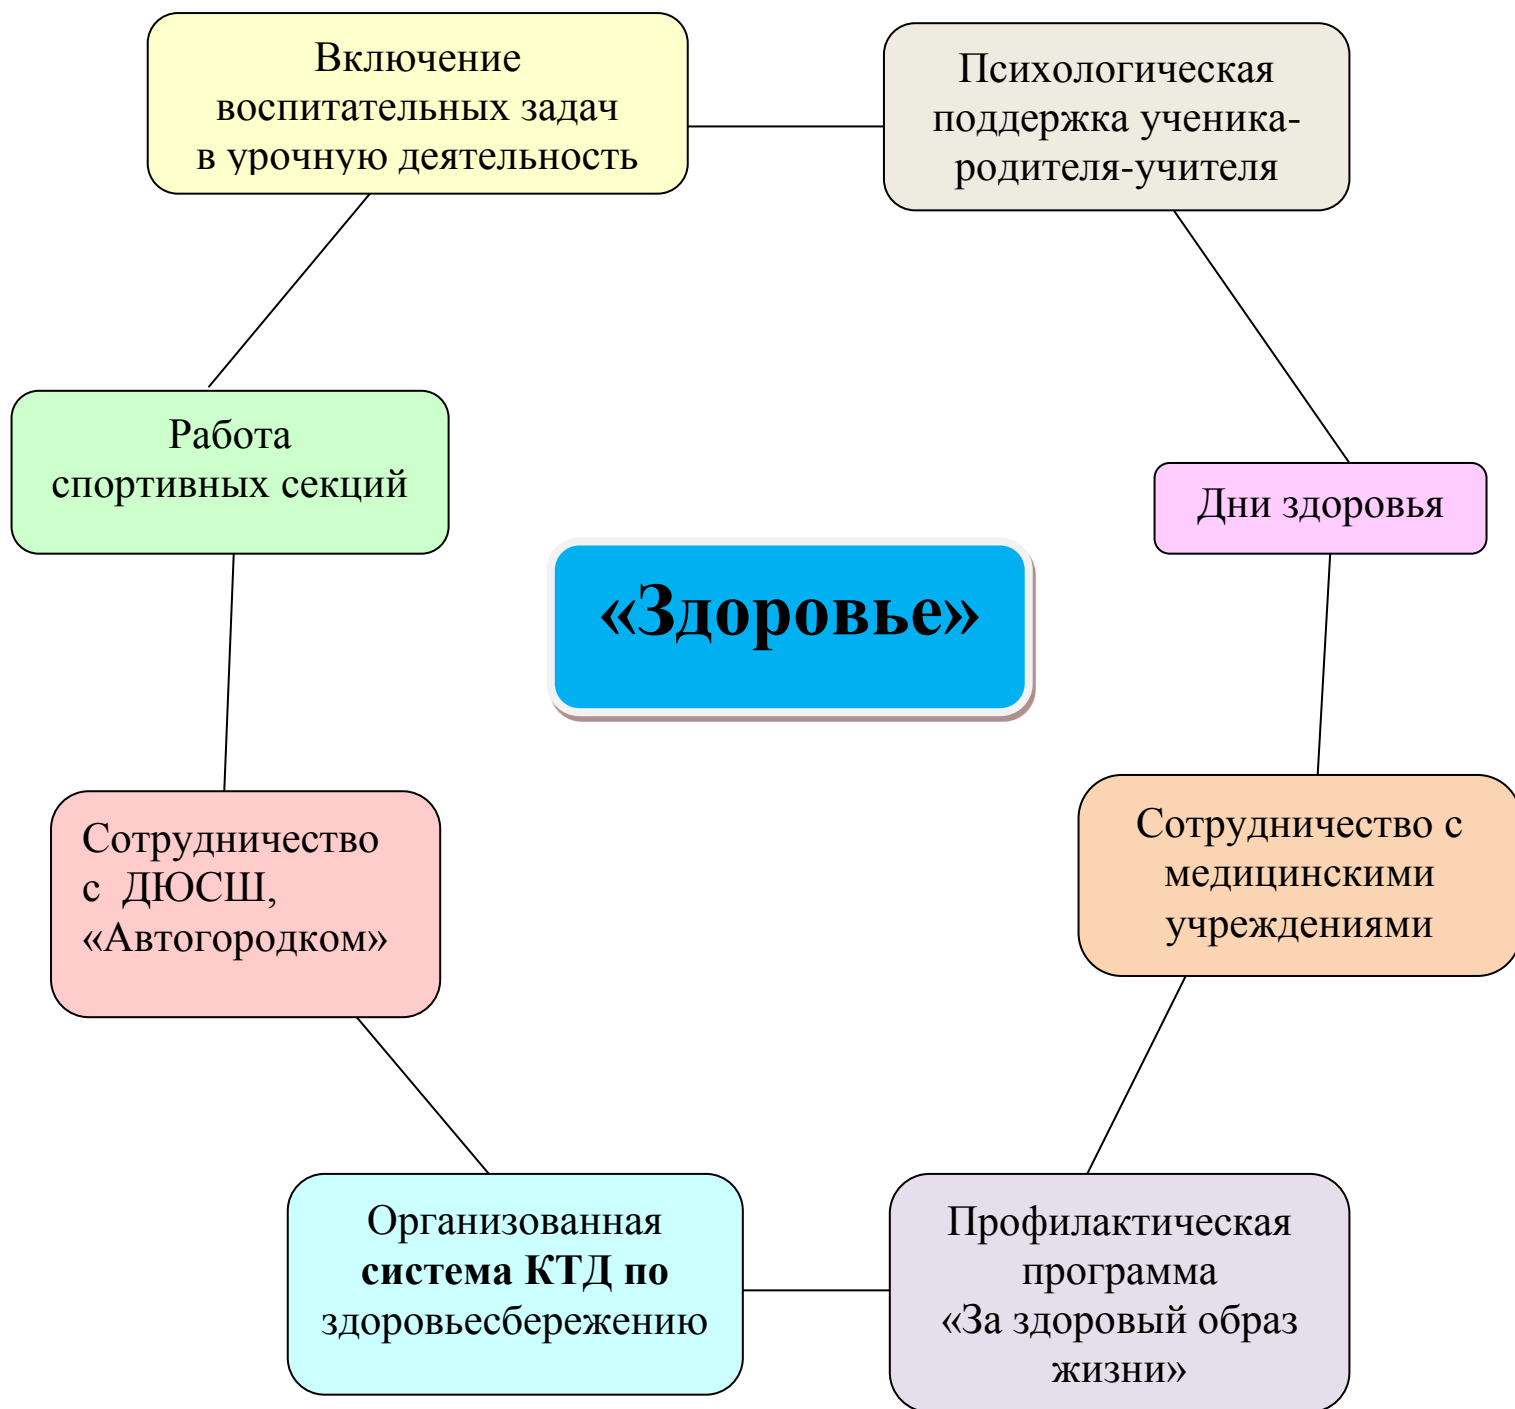 Включение
воспитательных задач
в урочную деятельность
Психологическая
поддержка ученика-
родителя-учителя
Работа
спортивных секций
Дни здоровья
«Здоровье»
Сотрудничество
с ДЮСШ,
«Автогородком»
Сотрудничество с
медицинскими
учреждениями
Организованная
система КТД по
здоровьесбережению
Профилактическая
программа
«За здоровый образ
жизни»